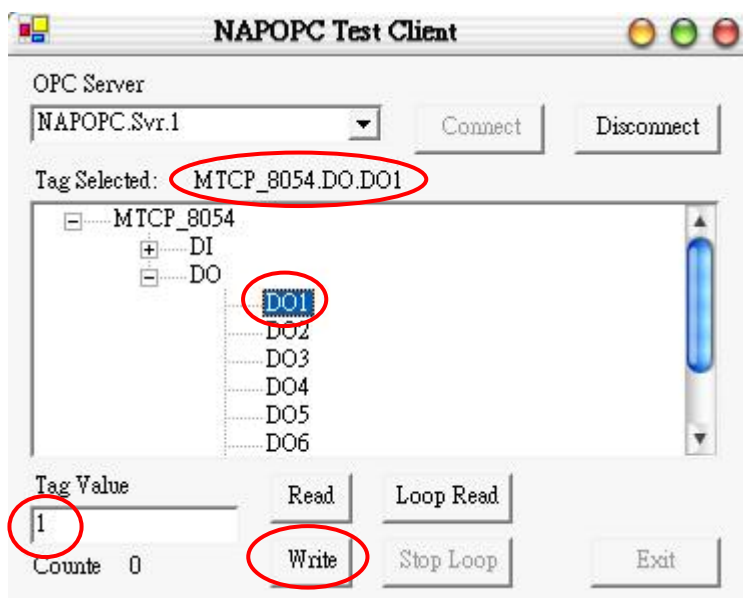 NAPOPC Test Client
OPC Server
NAPOPC.Svr.1
Connect
Disconnect
Tag Selected: MTCP_8054.DO.DO1
MTCP_8054
DI
DO
DO1
DO2
DO3
DO4
DO5
DO6
Tag Value
Read
Loop Read
1
Counte 0
Write
Stop Loop
Exit